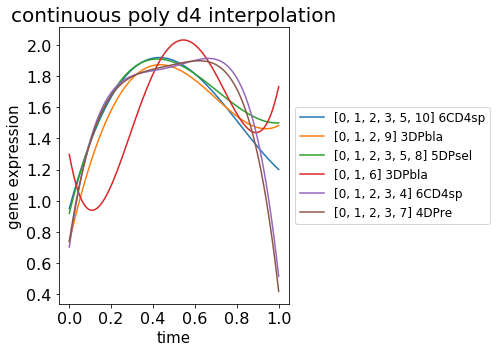 continuous poly d4 interpolation
gene expression
2.0
1.8
1.6
1.4
1.2
1.0
0.8
0.6
0.4
0.0 0.2 0.4 0.6 0.8 1.0
time
[0, 1, 2, 3, 5, 10] 6CD4sp
[0, 1, 2, 9] 3DPbla
[0, 1, 2, 3, 5, 8] 5DPsel
[0, 1, 6] 3DPbla
[0, 1, 2, 3, 4] 6CD4sp
[0, 1, 2, 3, 7] 4DPre